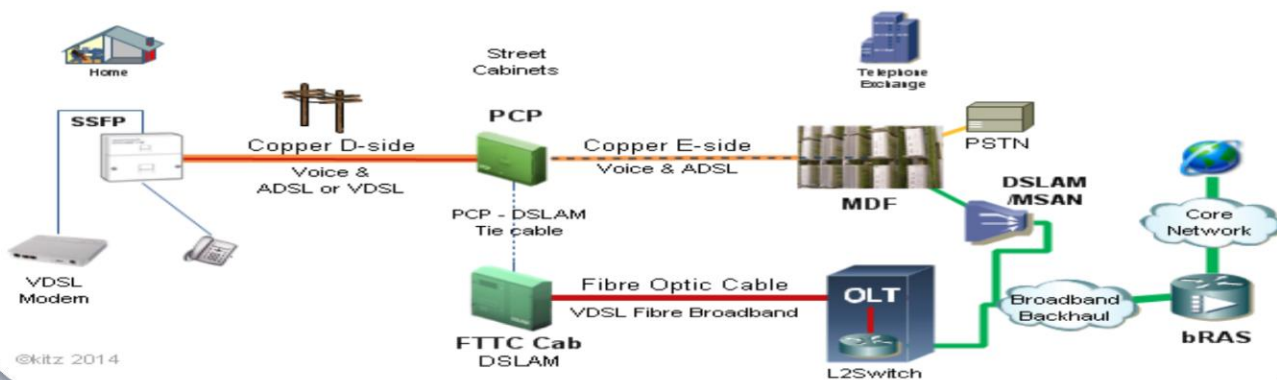 Home
Street
Cabinets
Telephone
Exchange
SSFP
PCP
Copper D-side
Voice &
ADSL or VDSL
Copper E-side
Voice & ADSL
PSTN
MDF
DSLAM
/MSAN
Core
Network
PCP - DSLAM
Tie cable
VDSL
Modem
Fibre Optic Cable
VDSL Fibre Broadband
OLT
Broadband
Backhaul
bRAS
FTTC Cab
DSLAM
L2Switch
©kitz 2014